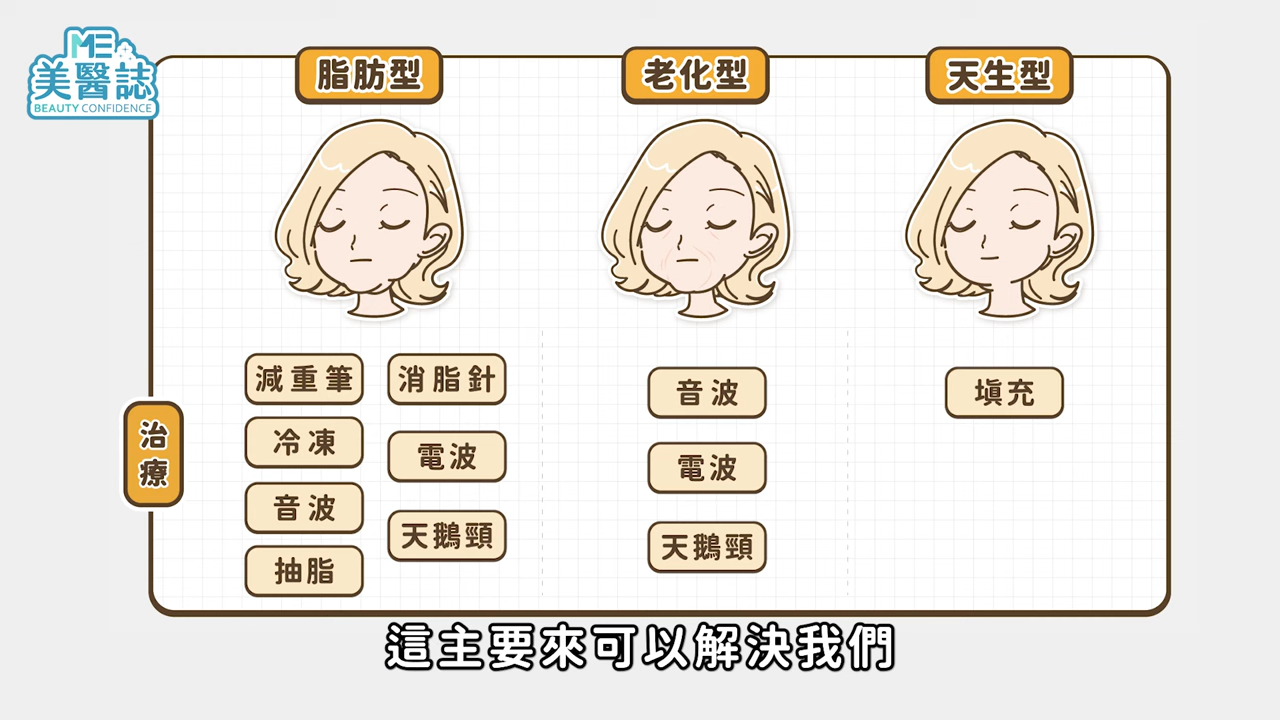 ME
美醫誌
BEAUTY CONFIDENCE
脂肪型
老化型
天生型
治療
減重筆
消脂針
冷凍
電波
音波
天鵝頸
抽脂
音波
電波
天鵝頸
填充
這主要來可以解決我們